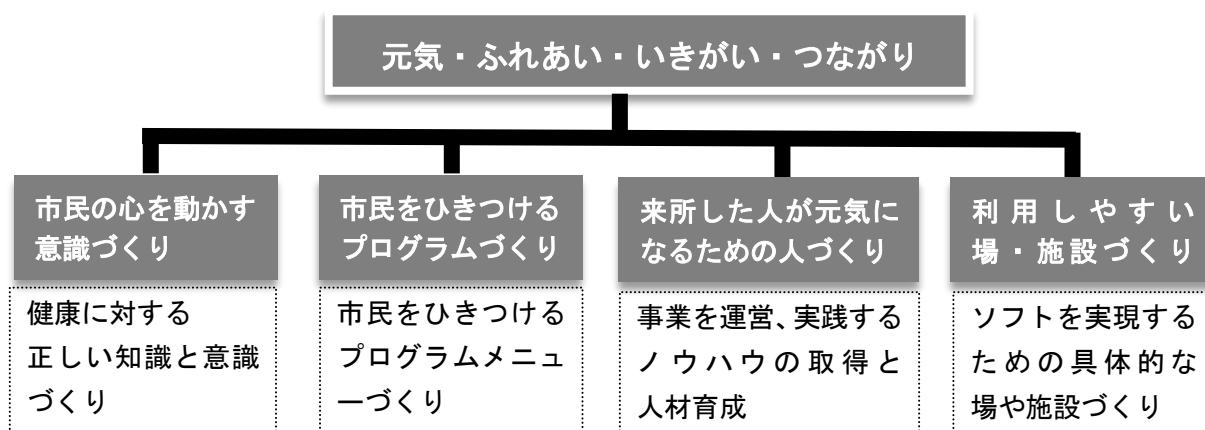 元気・ふれあい・いきがい・つながり
市民の心を動かす
意識づくり
健康に対する
正しい知識と意識
づくり
市民をひきつける
プログラムづくり
市民をひきつける
プログラムメニュ
ーづくり
来所した人が元気に
なるための人づくり
事業を運営、実践する
ノウハウの取得と
人材育成
利用しやすい
場・施設づくり
ソフトを実現する
ための具体的な
場や施設づくり